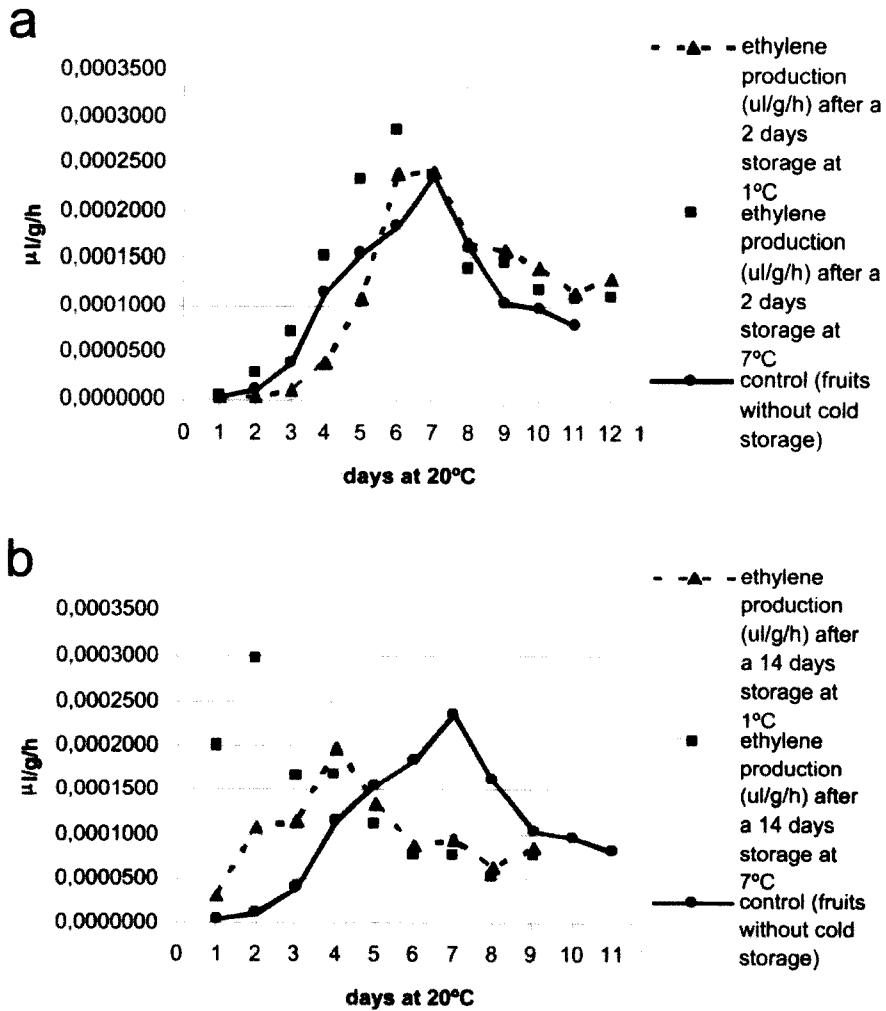 a
0,0003500
0,0003000
0,0002500
0,0002000
0,0001500
0,0001000
0,0000500
0,0000000
µl/g/h
0 1 2 3 4 5 6 7 8 9 10 11 12 1
days at 20ºC
ethylene
production
(ul/g/h) after a
2 days
storage at
1ºC
ethylene
production
(ul/g/h) after a
2 days
storage at
7ºC
control (fruits
without cold
storage)
b
0,0003500
0,0003000
0,0002500
0,0002000
0,0001500
0,0001000
0,0000500
0,0000000
µl/g/h
0 1 2 3 4 5 6 7 8 9 10 11
days at 20ºC
ethylene
production
(ul/g/h) after
a 14 days
storage at
1ºC
ethylene
production
(ul/g/h) after
a 14 days
storage at
7ºC
control (fruits
without cold
storage)